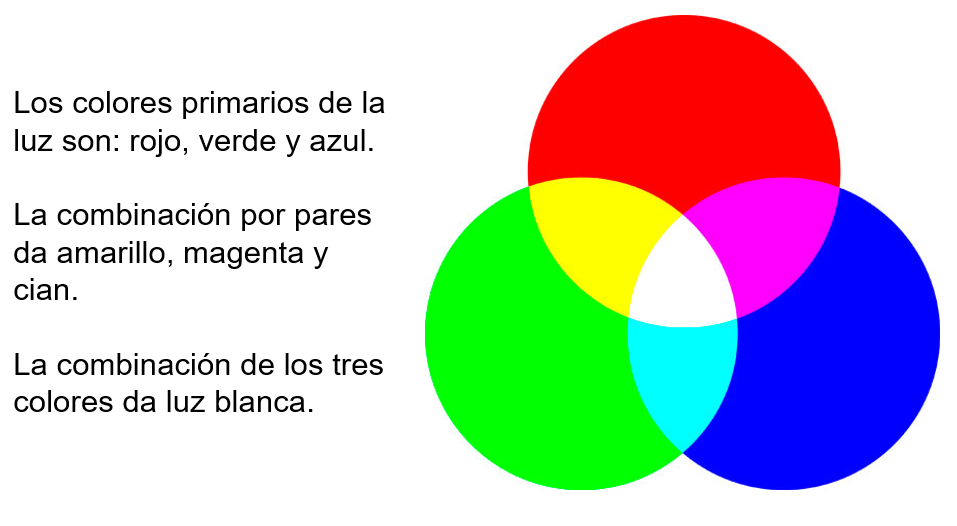 Los colores primarios de la
luz son: rojo, verde y azul.
La combinación por pares
da amarillo, magenta y
cian.
La combinación de los tres
colores da luz blanca.